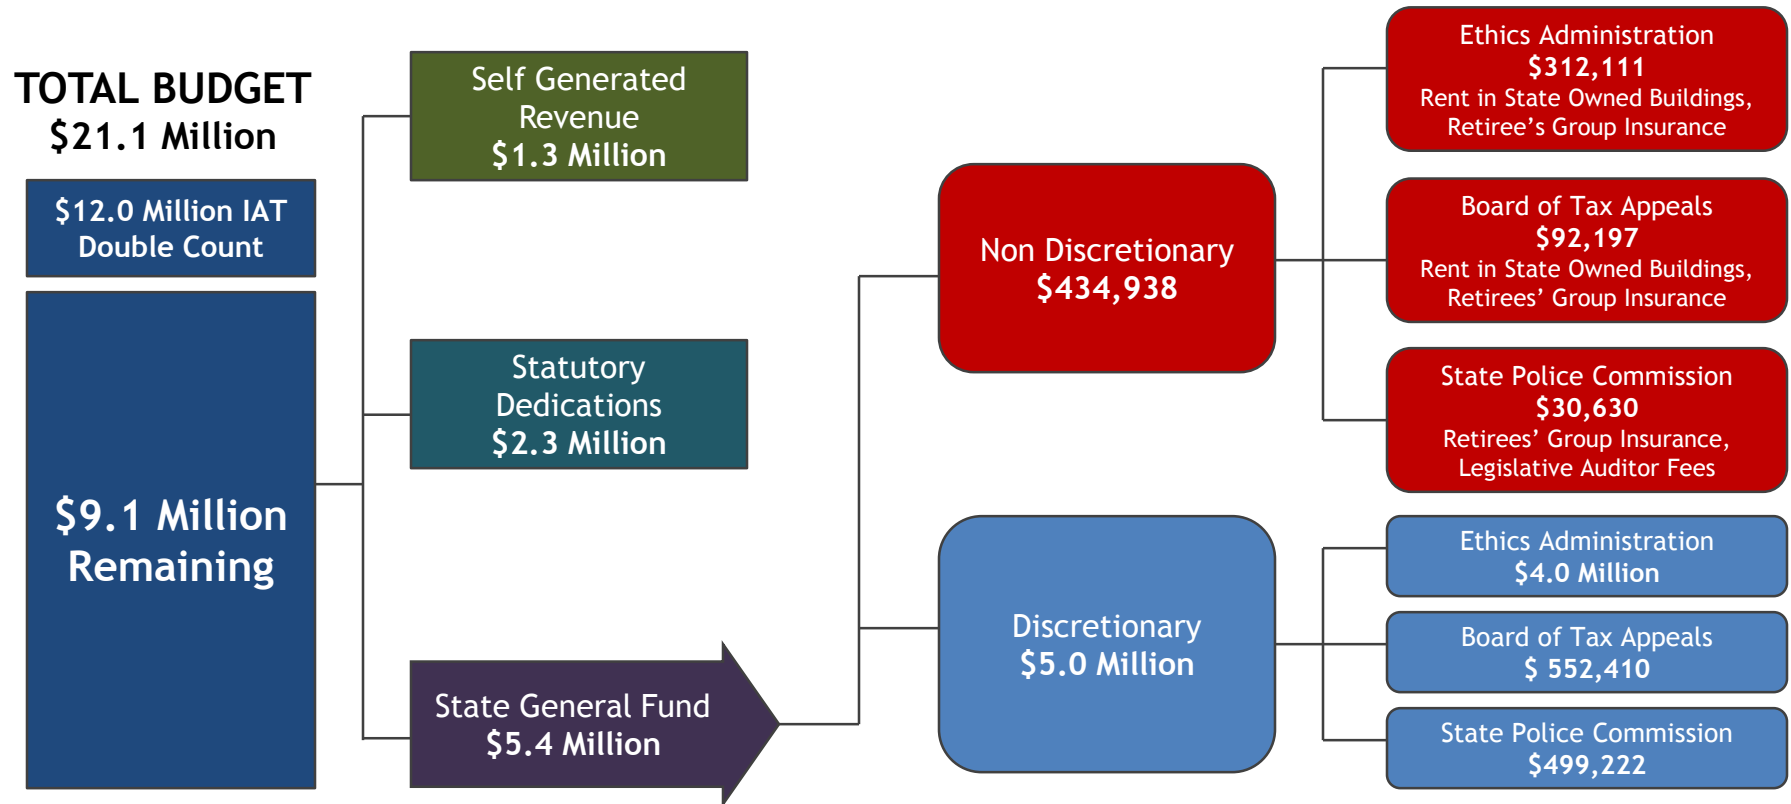 TOTAL BUDGET
$21.1 Million
$12.0 Million IAT
Double Count
$9.1 Million
Remaining
Self Generated
Revenue
$1.3 Million
Statutory
Dedications
$2.3 Million
State General Fund
$5.4 Million
Non Discretionary
$434,938
Discretionary
$5.0 Million
Ethics Administration
$312,111
Rent in State Owned Buildings,
Retiree’s Group Insurance
Board of Tax Appeals
$92,197
Rent in State Owned Buildings,
Retirees’ Group Insurance
State Police Commission
$30,630
Retirees’ Group Insurance,
Legislative Auditor Fees
Ethics Administration
$4.0 Million
Board of Tax Appeals
$ 552,410
State Police Commission
$499,222